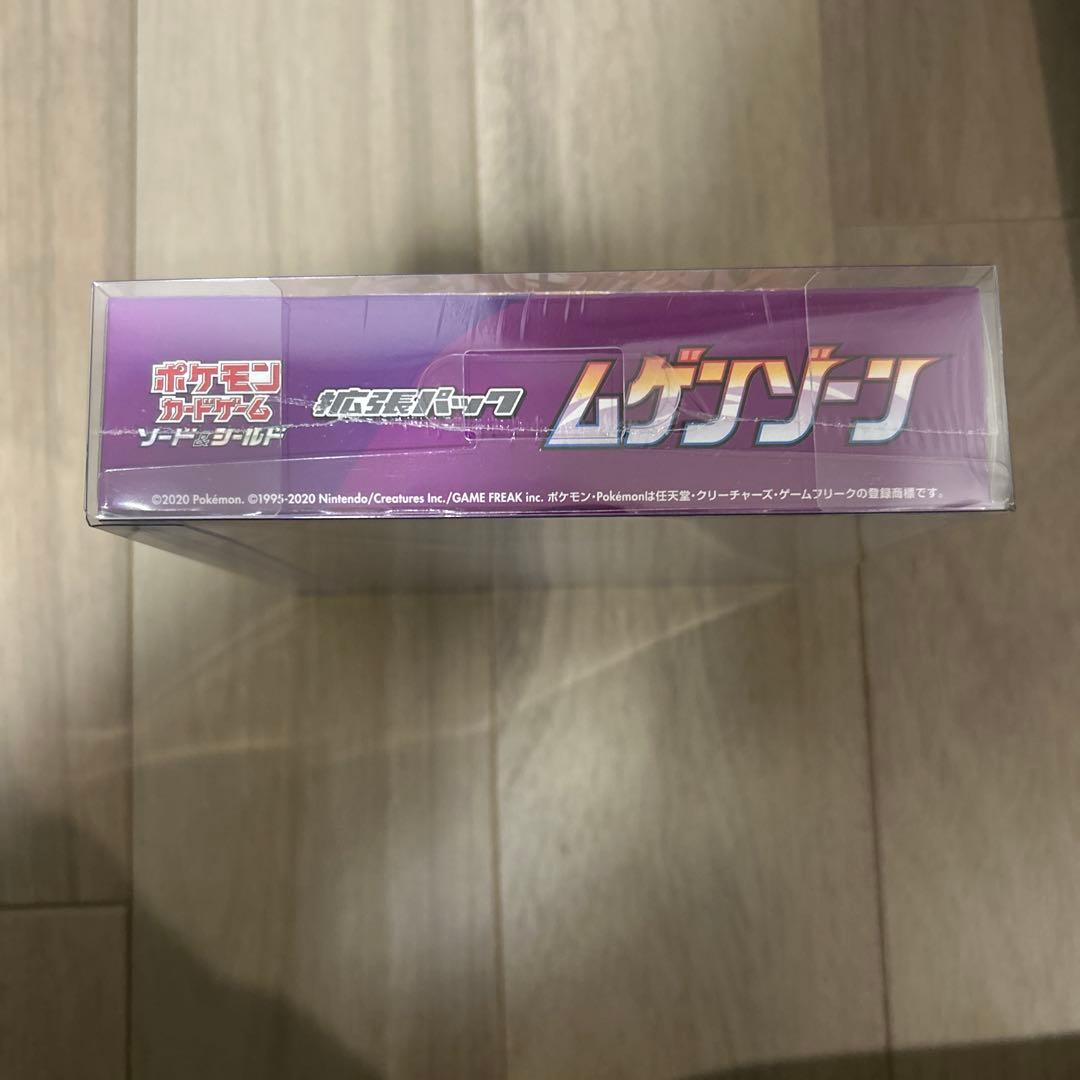 ポケモン
カードゲーム
ソード&シールド
拡張パック
ムゲンゾーン
©2020 Pokémon. ©1995-2020 Nintendo/Creatures Inc./GAME FREAK inc. ポケモン・Pokémonは任天堂・クリーチャーズ・ゲームフリークの登録商標です。